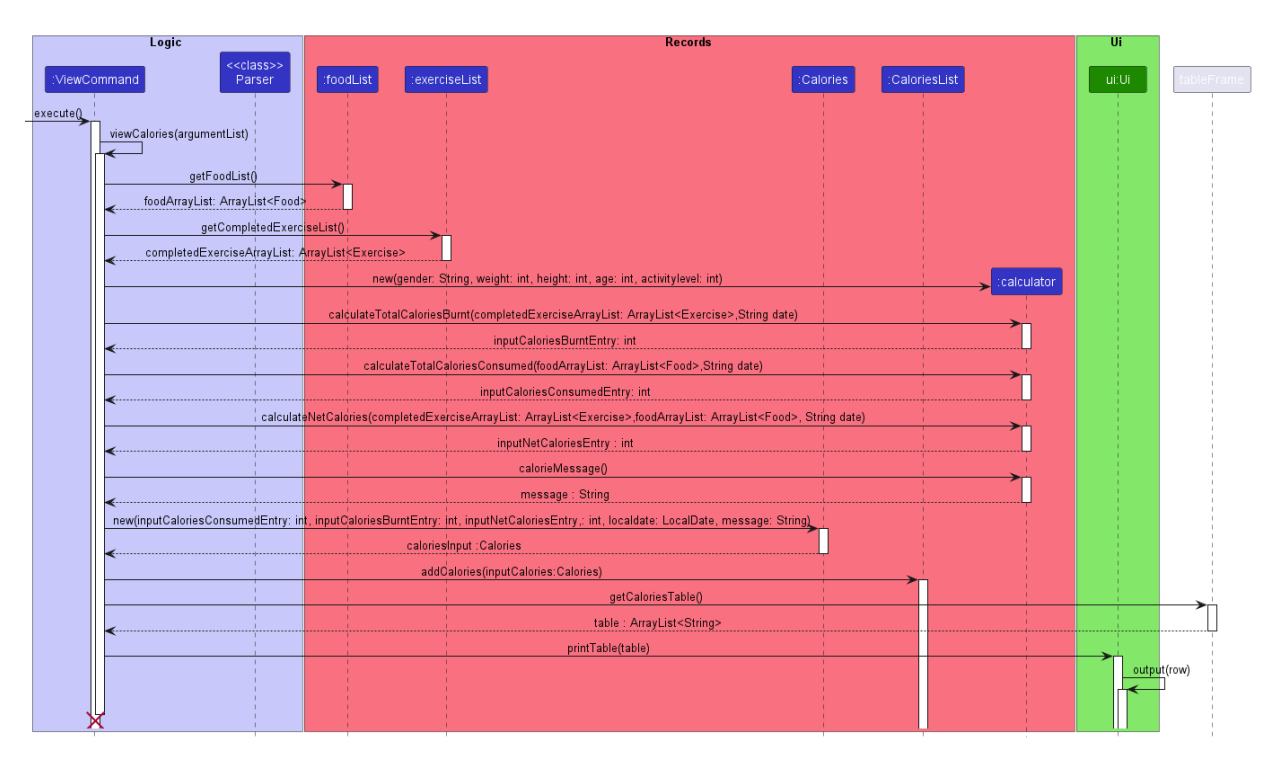 Logic
Records
Ui
:ViewCommand
<<class>>
Parser
:foodList
:exerciseList
:Calories
:CaloriesList
ui:Ui
tableFrame
execute()
viewCalories(argumentList)
getFoodList()
foodArrayList: ArrayList<Food>
getCompletedExerciseList()
completedExerciseArrayList: ArrayList<Exercise>
new(gender: String, weight: int, height: int, age: int, activitylevel: int)
:calculator
calculateTotalCaloriesBurnt(completedExerciseArrayList: ArrayList<Exercise>,String date)
inputCaloriesBurntEntry: int
calculateTotalCaloriesConsumed(foodArrayList: ArrayList<Food>,String date)
inputCaloriesConsumedEntry: int
calculateNetCalories(completedExerciseArrayList: ArrayList<Exercise>,foodArrayList: ArrayList<Food>, String date)
inputNetCaloriesEntry : int
calorieMessage()
message : String
new(inputCaloriesConsumedEntry: int, inputCaloriesBurntEntry: int, inputNetCaloriesEntry,: int, localdate: LocalDate, message: String)
caloriesInput :Calories
addCalories(inputCalories:Calories)
getCaloriesTable()
table : ArrayList<String>
printTable(table)
output(row)